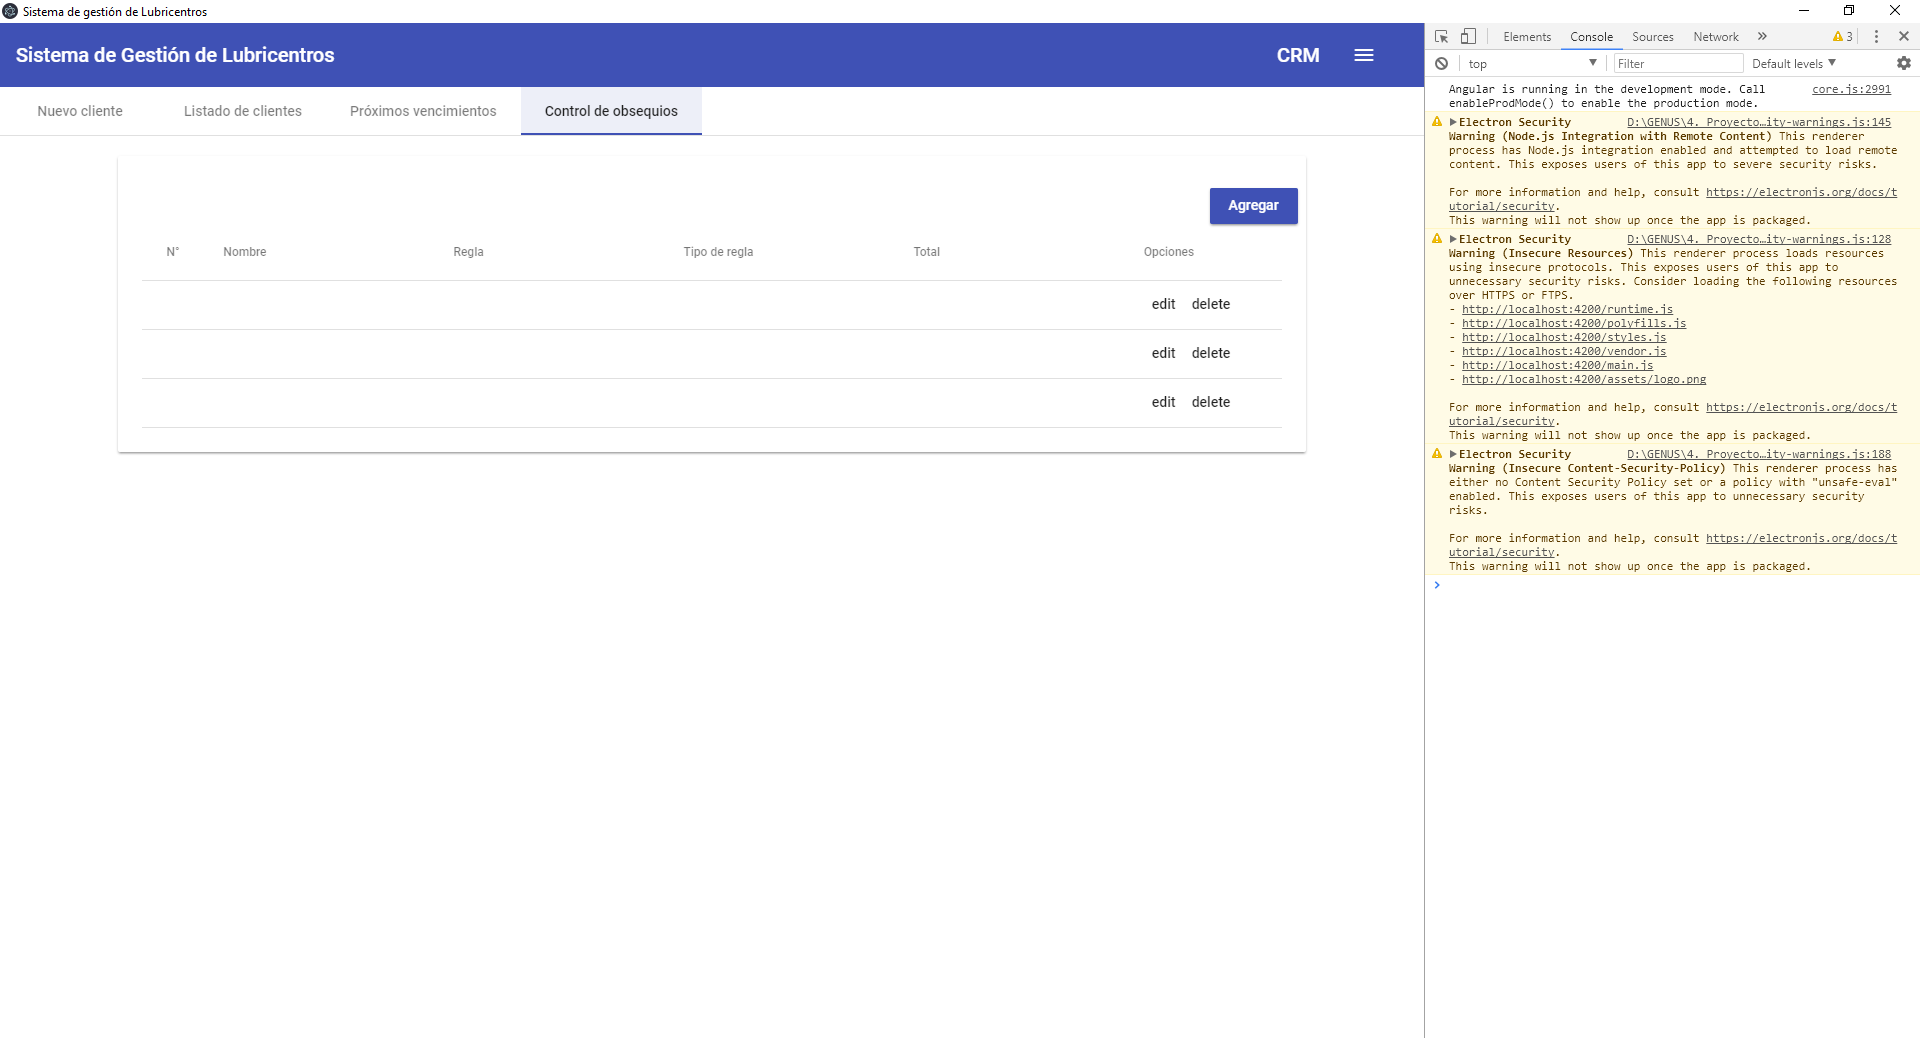 Sistema de gestión de Lubricentros
Sistema de Gestión de Lubricentros
CRM
Nuevo cliente
Listado de clientes
Próximos vencimientos
Control de obsequios
Agregar
N° Nombre Regla Tipo de regla Total Opciones
edit delete
edit delete
edit delete
Elements Console Sources Network » 3
top Filter Default levels
Angular is running in the development mode. Call core.js:2991
enableProdMode() to enable the production mode.
Electron Security D:\GENUS\4. Proyecto…ity-warnings.js:145
Warning (Node.js Integration with Remote Content) This renderer
process has Node.js integration enabled and attempted to load remote
content. This exposes users of this app to severe security risks.
For more information and help, consult https://electronjs.org/docs/t
utorial/security.
This warning will not show up once the app is packaged.
Electron Security D:\GENUS\4. Proyecto…ity-warnings.js:128
Warning (Insecure Resources) This renderer process loads resources
using insecure protocols. This exposes users of this app to
unnecessary security risks. Consider loading the following resources
over HTTPS or FTPS.
- http://localhost:4200/runtime.js
- http://localhost:4200/polyfills.js
- http://localhost:4200/styles.js
- http://localhost:4200/vendor.js
- http://localhost:4200/main.js
- http://localhost:4200/assets/logo.png
For more information and help, consult https://electronjs.org/docs/t
utorial/security.
This warning will not show up once the app is packaged.
Electron Security D:\GENUS\4. Proyecto…ity-warnings.js:188
Warning (Insecure Content-Security-Policy) This renderer process has
either no Content Security Policy set or a policy with "unsafe-eval"
enabled. This exposes users of this app to unnecessary security
risks.
For more information and help, consult https://electronjs.org/docs/t
utorial/security.
This warning will not show up once the app is packaged.